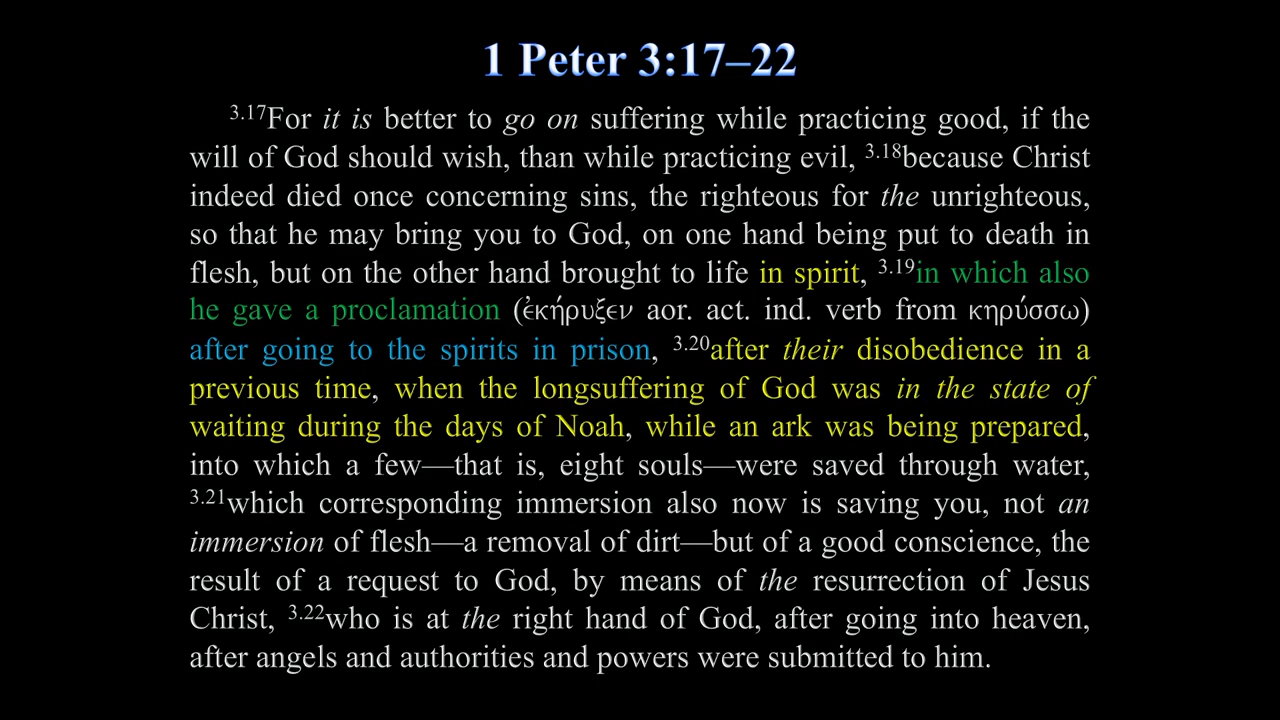 1 Peter 3:17–22
3.17For it is better to go on suffering while practicing good, if the
will of God should wish, than while practicing evil, 3.18because Christ
indeed died once concerning sins, the righteous for the unrighteous,
so that he may bring you to God, on one hand being put to death in
flesh, but on the other hand brought to life in spirit, 3.19in which also
he gave a proclamation (ἐκήρυξεν aor. act. ind. verb from κηρύσσω)
after going to the spirits in prison, 3.20after their disobedience in a
previous time, when the longsuffering of God was in the state of
waiting during the days of Noah, while an ark was being prepared,
into which a few—that is, eight souls—were saved through water,
3.21which corresponding immersion also now is saving you, not an
immersion of flesh—a removal of dirt—but of a good conscience, the
result of a request to God, by means of the resurrection of Jesus
Christ, 3.22who is at the right hand of God, after going into heaven,
after angels and authorities and powers were submitted to him.